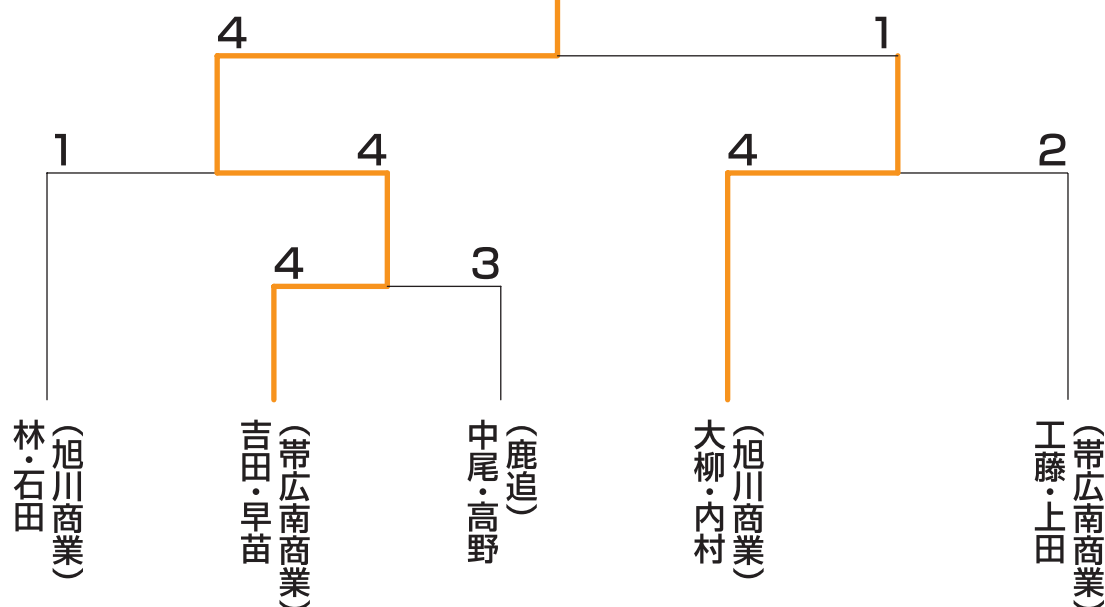 4
1
1
4
4
2
4
3
林・石田
（旭川商業）
吉田・早苗
（帯広南商業）
中尾・高野
（鹿追）
大柳・内村
（旭川商業）
工藤・上田
（帯広南商業）